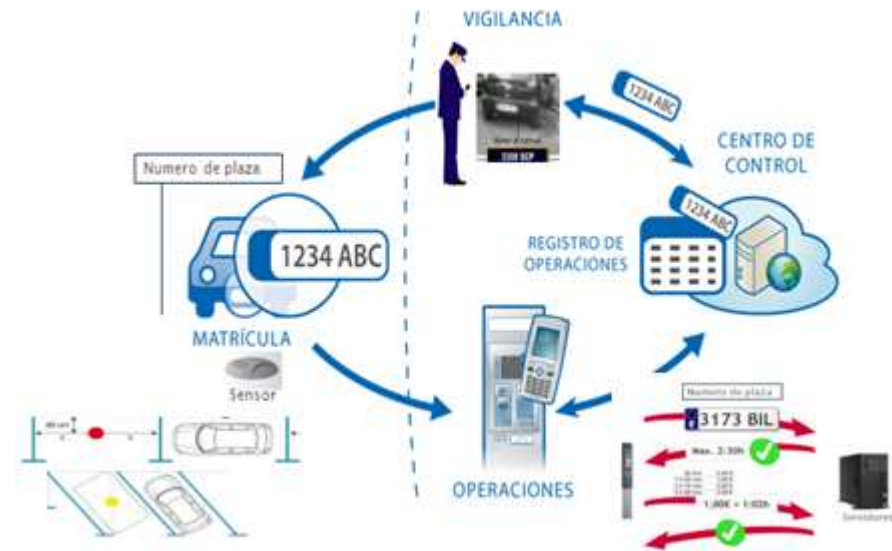 VIGILANCIA
1234 ABC
CENTRO DE
CONTROL
Numero de plaza
1234 ABC
1234 ABC
REGISTRO DE
OPERACIONES
MATRÍCULA
Sensor
Numero de plaza
3173 BIL
Max. 2:30h
1,00€ = 1:02h
OPERACIONES
Servidores